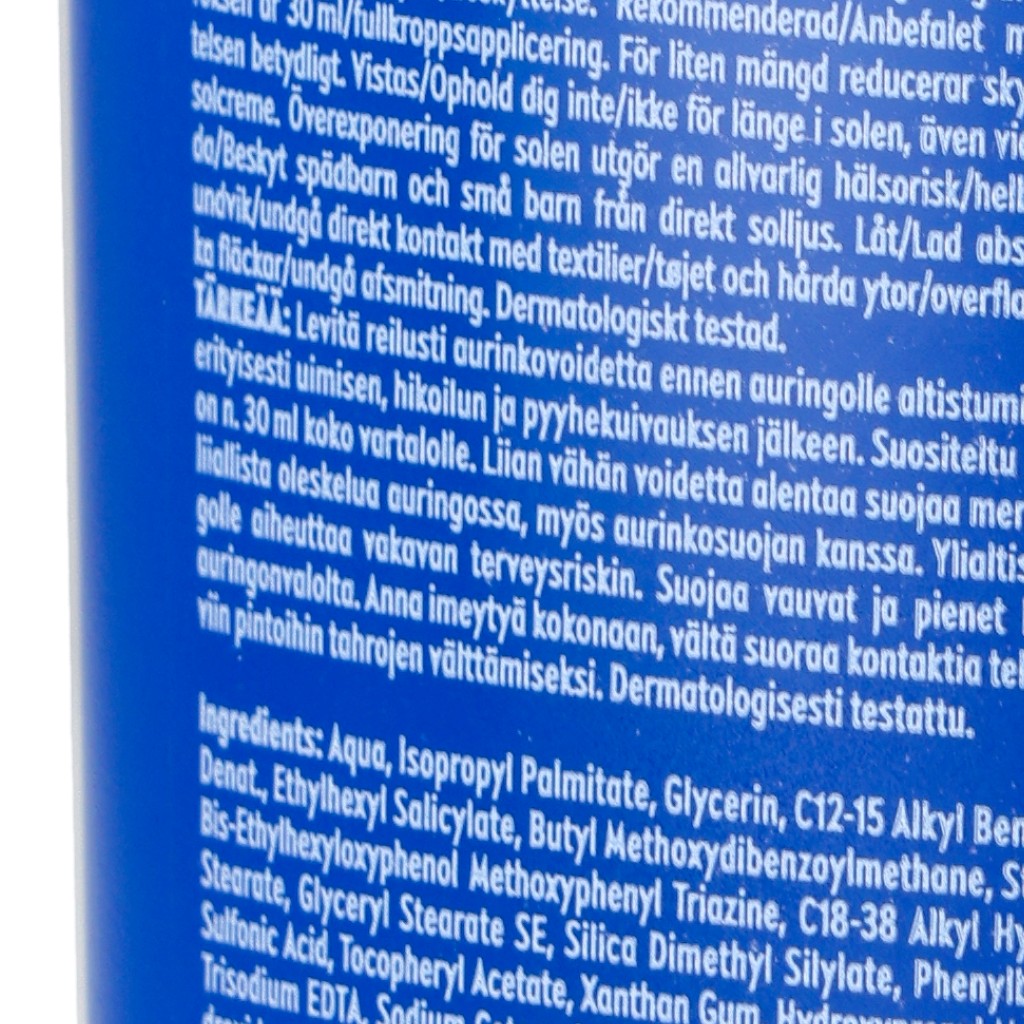 är 30 ml/fullkroppsapplicering. För liten mängd reducerar sky
telsen betydligt. Vistas/Ophold dig inte/ikke för länge i solen, även vid
solcreme. Överexponering för solen utgör en allvarlig hälsorisk/hell
da/Beskyt spädbarn och små barn från direkt solljus. Låt/Lad abs
undvik/undgå direkt kontakt med textilier/tøjet och hårda ytor/overfla
ka fläckar/undgå afsmitning. Dermatologiskt testad.
TÄRKEÄÄ: Levitä reilusti aurinkovoidetta ennen auringolle altistumi
erityisesti uimisen, hikoilun ja pyyhekuivauksen jälkeen. Suositeltu
on n. 30 ml koko vartalolle. Liian vähän voidetta alentaa suojaa mer
liiallista oleskelua auringossa, myös aurinkosuojan kanssa. Ylialtis
golle aiheuttaa vakavan terveysriskin. Suojaa vauvat ja pienet
auringonvalolta. Anna imeytyä kokonaan, vältä suoraa kontaktia tek
viin pintoihin tahrojen välttämiseksi. Dermatologisesti testattu.
Ingredients: Aqua, Isopropyl Palmitate, Glycerin, C12-15 Alkyl Ben
Denat., Ethylhexyl Salicylate, Butyl Methoxydibenzoylmethane, S
Bis-Ethylhexyloxyphenol Methoxyphenyl Triazine, C18-38 Alkyl Hy
Stearate, Glyceryl Stearate SE, Silica Dimethyl Silylate, Phenylb
Sulfonic Acid, Tocopheryl Acetate, Xanthan Gum,
Trisodium EDTA, Sodium